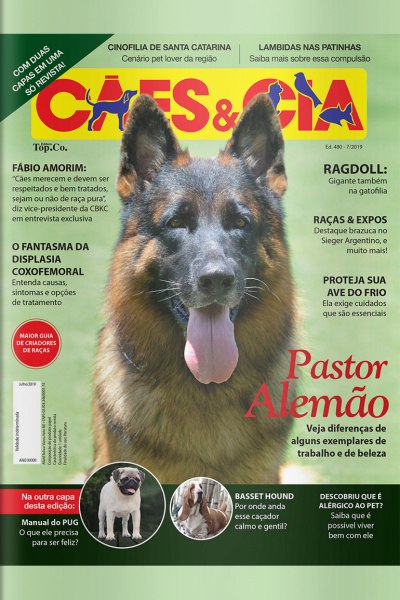 COM DUAS
CAPAS EM UMA
SÓ REVISTA!
CINOFILIA DE SANTA CATARINA
Cenário pet lover da região
LAMBIDAS NAS PATINHAS
Saiba mais sobre essa compulsão
CÃES & CIA
Top.Co.
Ed. 480 - 7/2019
FÁBIO AMORIM:
"Cães merecem e devem ser
respeitados e bem tratados,
sejam ou não de raça pura",
diz vice-presidente da CBKC
em entrevista exclusiva
O FANTASMA DA
DISPLASIA
COXOFEMORAL
Entenda causas,
sintomas e opções
de tratamento
MAIOR GUIA
DE CRIADORES
DE RAÇAS
RAGDOLL:
Gigante também
na gatofilia
RAÇAS & EXPOS
Destaque brazuca no
Sieger Argentino, e
muito mais!
PROTEJA SUA
AVE DO FRIO
Ela exige cuidados
que são essenciais
Pastor
Alemão
Veja diferenças de
alguns exemplares de
trabalho e de beleza
Julho/2019
Validade: Indeterminada
Na outra capa
desta edição:
Manual do PUG
O que ele precisa
para ser feliz?
BASSET HOUND
Por onde anda
esse caçador
calmo e gentil?
DESCOBRIU QUE É
ALÉRGICO AO PET?
Saiba que é
possível viver
bem com ele